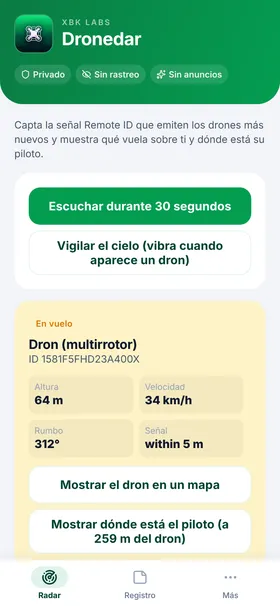 XBK LABS
Dronedar
Privado
Sin rastreo
Sin anuncios
Capta la señal Remote ID que emiten los drones más
nuevos y muestra qué vuela sobre ti y dónde está su
piloto.
Escuchar durante 30 segundos
Vigilar el cielo (vibra cuando
aparece un dron)
En vuelo
Dron (multirrotor)
ID 1581F5FHD23A400X
Altura
64 m
Velocidad
34 km/h
Rumbo
312°
Señal
within 5 m
Mostrar el dron en un mapa
Mostrar dónde está el piloto (a
259 m del dron)
Radar
Registro
Más